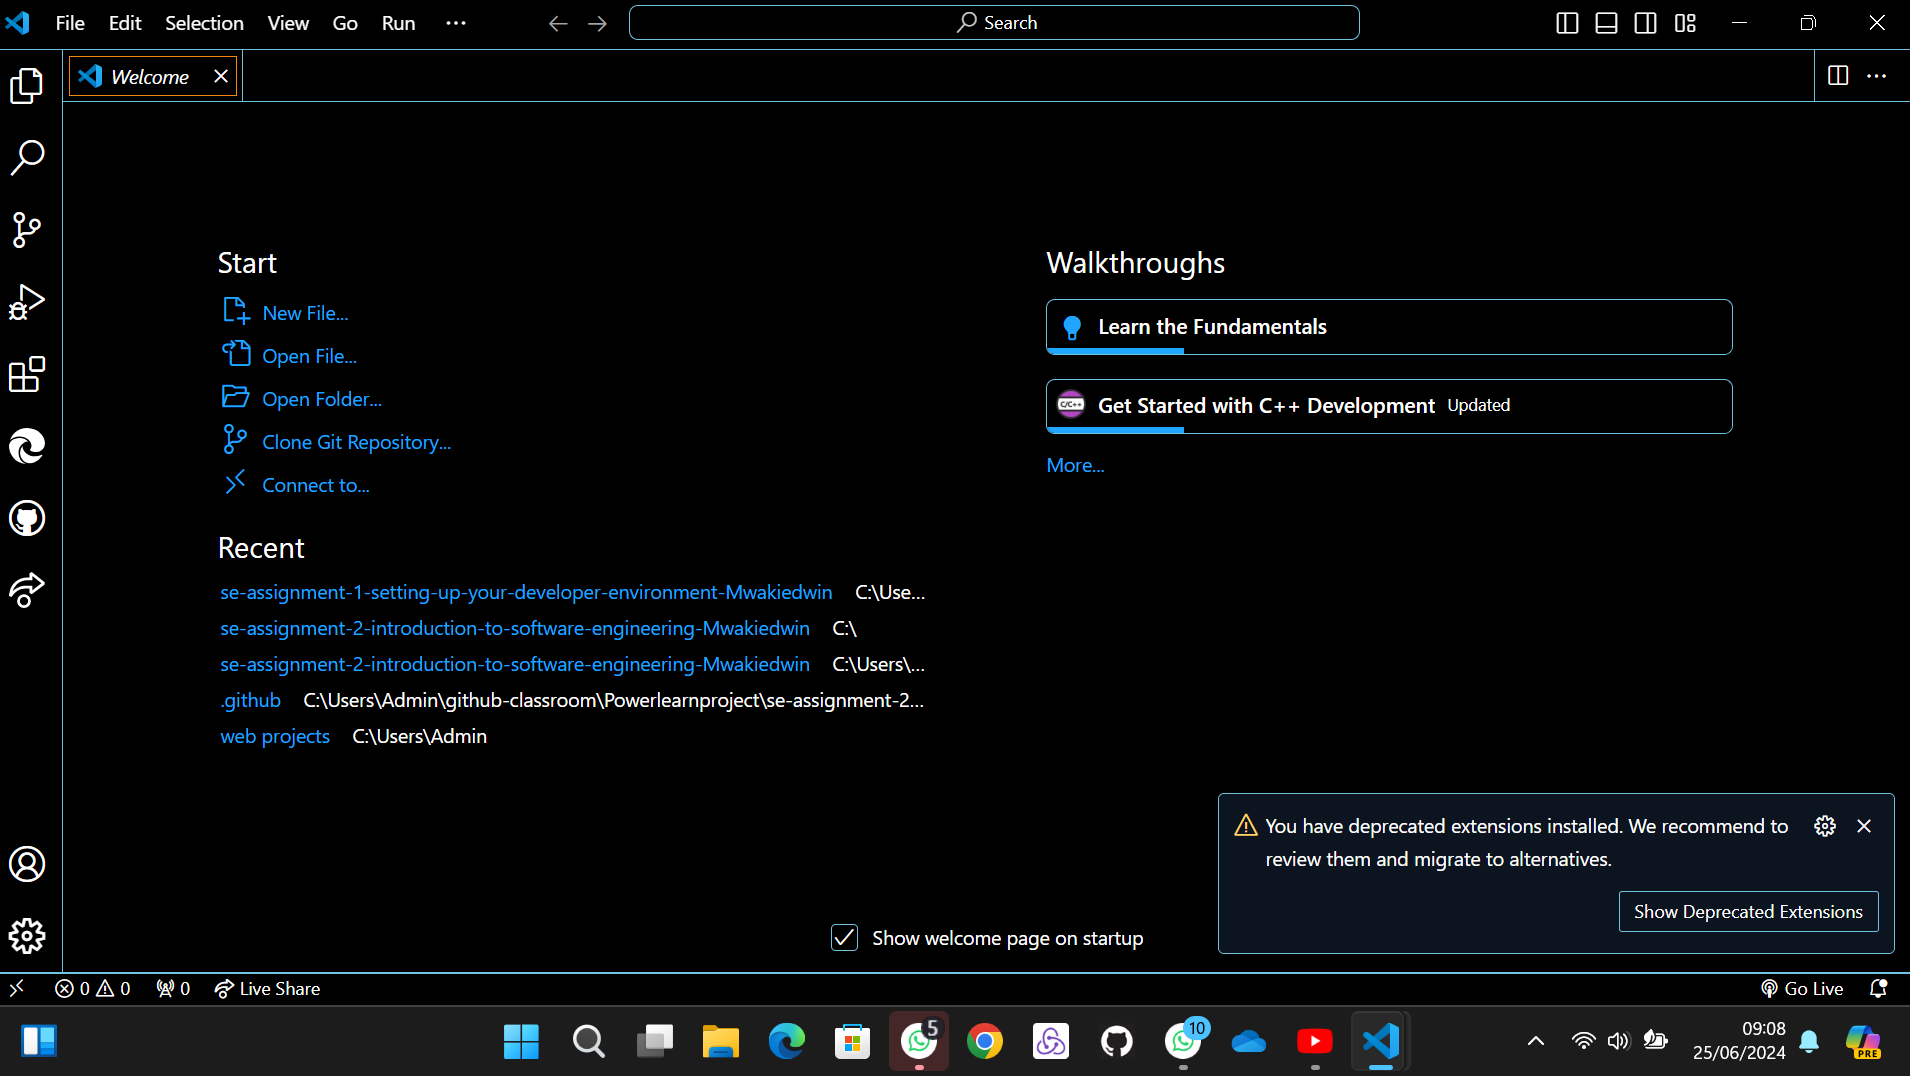 File Edit Selection View Go Run ...
Search
Welcome
Start
New File...
Open File...
Open Folder...
Clone Git Repository...
Connect to...
Recent
se-assignment-1-setting-up-your-developer-environment-Mwakiedwin C:\Use...
se-assignment-2-introduction-to-software-engineering-Mwakiedwin C:\
se-assignment-2-introduction-to-software-engineering-Mwakiedwin C:\Users\...
.github C:\Users\Admin\github-classroom\Powerlearnproject\se-assignment-2...
web projects C:\Users\Admin
Walkthroughs
Learn the Fundamentals
C/C++ Get Started with C++ Development Updated
More...
You have deprecated extensions installed. We recommend to
review them and migrate to alternatives.
Show Deprecated Extensions
Show welcome page on startup
0 0 0 Live Share
Go Live
5
10
09:08
25/06/2024
PRE